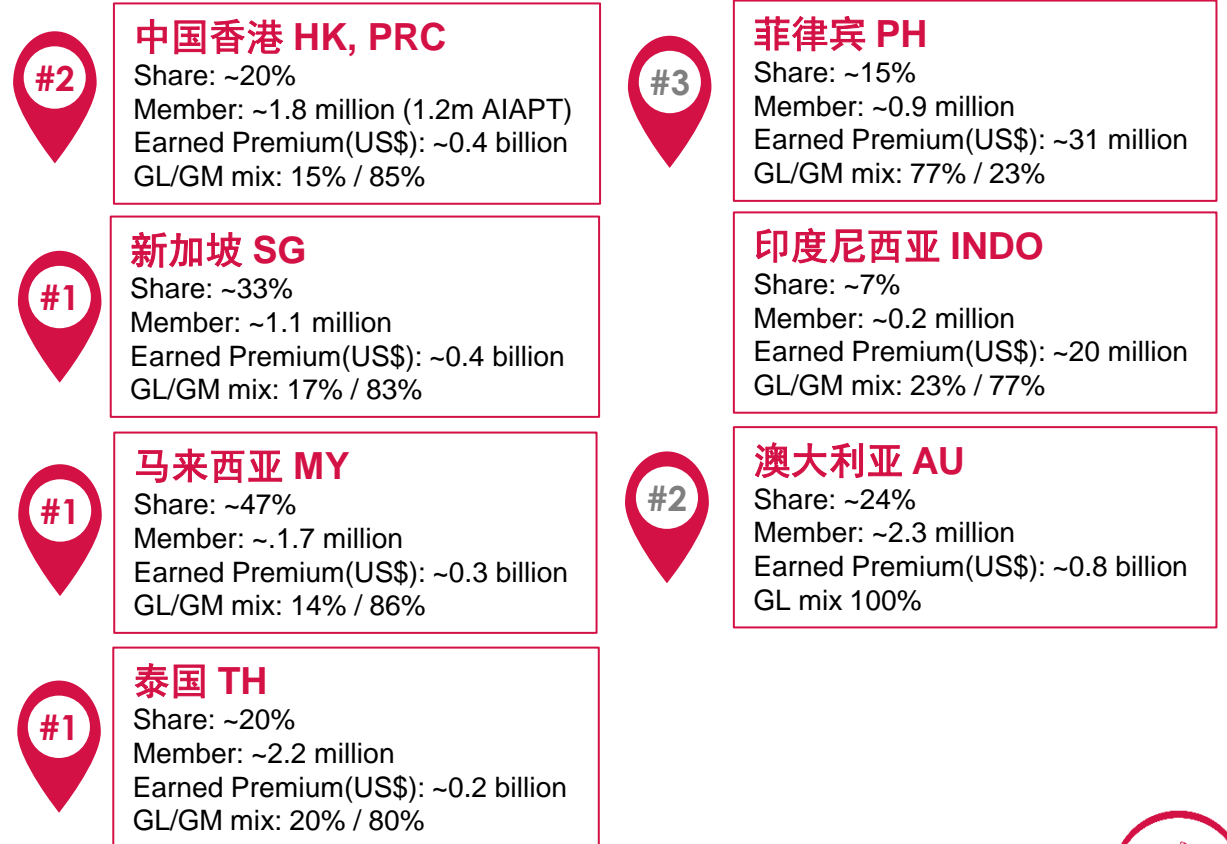 #2
中国香港 HK, PRC
Share: ~20%
Member: ~1.8 million (1.2m AIAPT)
Earned Premium(US$): ~0.4 billion
GL/GM mix: 15% / 85%
#1
新加坡 SG
Share: ~33%
Member: ~1.1 million
Earned Premium(US$): ~0.4 billion
GL/GM mix: 17% / 83%
#1
马来西亚 MY
Share: ~47%
Member: ~.1.7 million
Earned Premium(US$): ~0.3 billion
GL/GM mix: 14% / 86%
#1
泰国 TH
Share: ~20%
Member: ~2.2 million
Earned Premium(US$): ~0.2 billion
GL/GM mix: 20% / 80%
#3
菲律宾 PH
Share: ~15%
Member: ~0.9 million
Earned Premium(US$): ~31 million
GL/GM mix: 77% / 23%
印度尼西亚 INDO
Share: ~7%
Member: ~0.2 million
Earned Premium(US$): ~20 million
GL/GM mix: 23% / 77%
#2
澳大利亚 AU
Share: ~24%
Member: ~2.3 million
Earned Premium(US$): ~0.8 billion
GL mix 100%